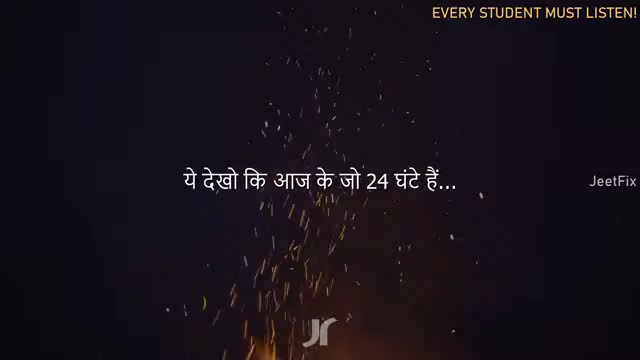 EVERY STUDENT MUST LISTEN!
ये देखो कि आज के जो 24 घंटे हैं...
JeetFix